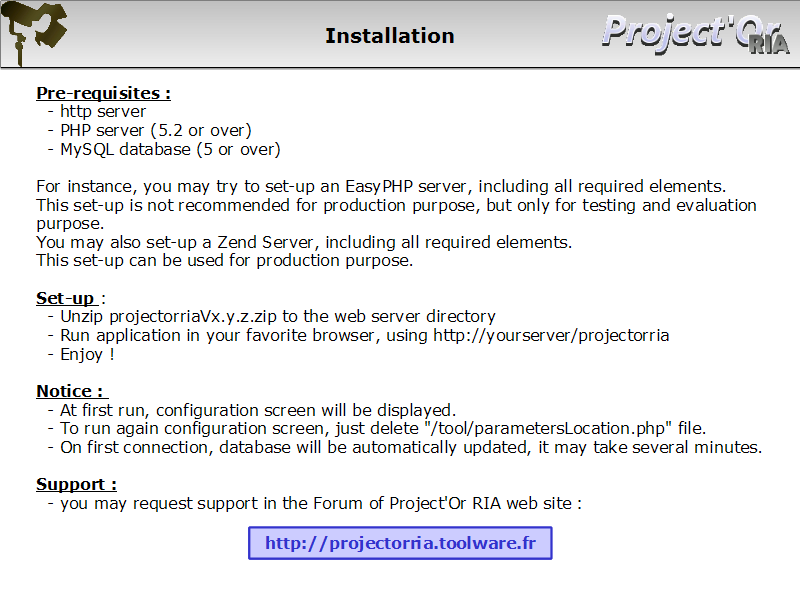 Installation
Project'Or
RIA
Pre-requisites :
- http server
- PHP server (5.2 or over)
- MySQL database (5 or over)
For instance, you may try to set-up an EasyPHP server, including all required elements.
This set-up is not recommended for production purpose, but only for testing and evaluation
purpose.
You may also set-up a Zend Server, including all required elements.
This set-up can be used for production purpose.
Set-up :
- Unzip projectorriaVx.y.z.zip to the web server directory
- Run application in your favorite browser, using http://yourserver/projectorria
- Enjoy !
Notice :
- At first run, configuration screen will be displayed.
- To run again configuration screen, just delete "/tool/parametersLocation.php" file.
- On first connection, database will be automatically updated, it may take several minutes.
Support :
- you may request support in the Forum of Project'Or RIA web site :
http://projectorria.toolware.fr